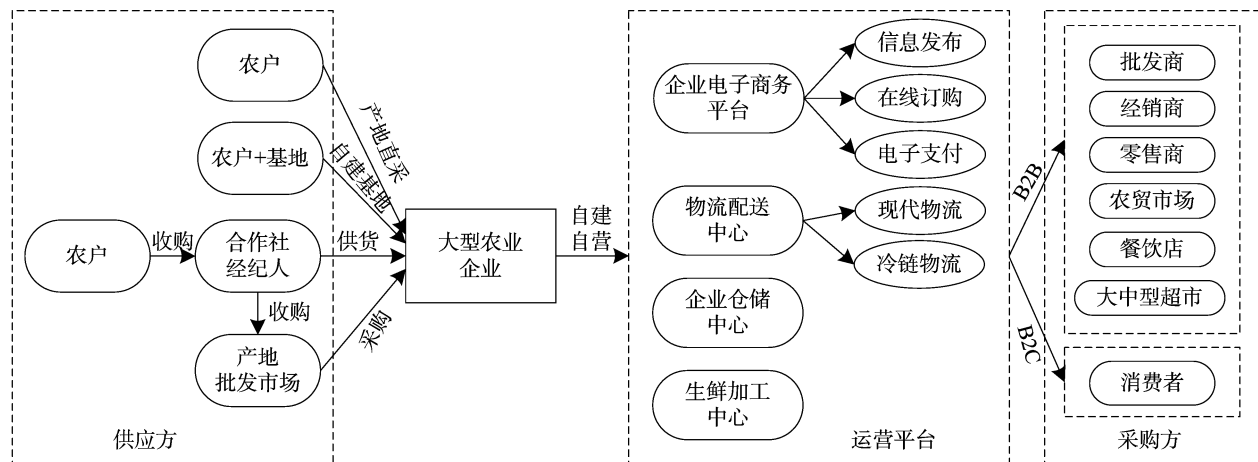 农户
产地直采
农户+基地
自建基地
农户
收购
合作社
经纪人
供货
收购
产地
批发市场
采购
供应方
大型农业
企业
自建
自营
企业电子商务
平台
信息发布
在线订购
电子支付
物流配送
中心
现代物流
冷链物流
企业仓储
中心
生鲜加工
中心
运营平台
B2B
B2C
批发商
经销商
零售商
农贸市场
餐饮店
大中型超市
消费者
采购方